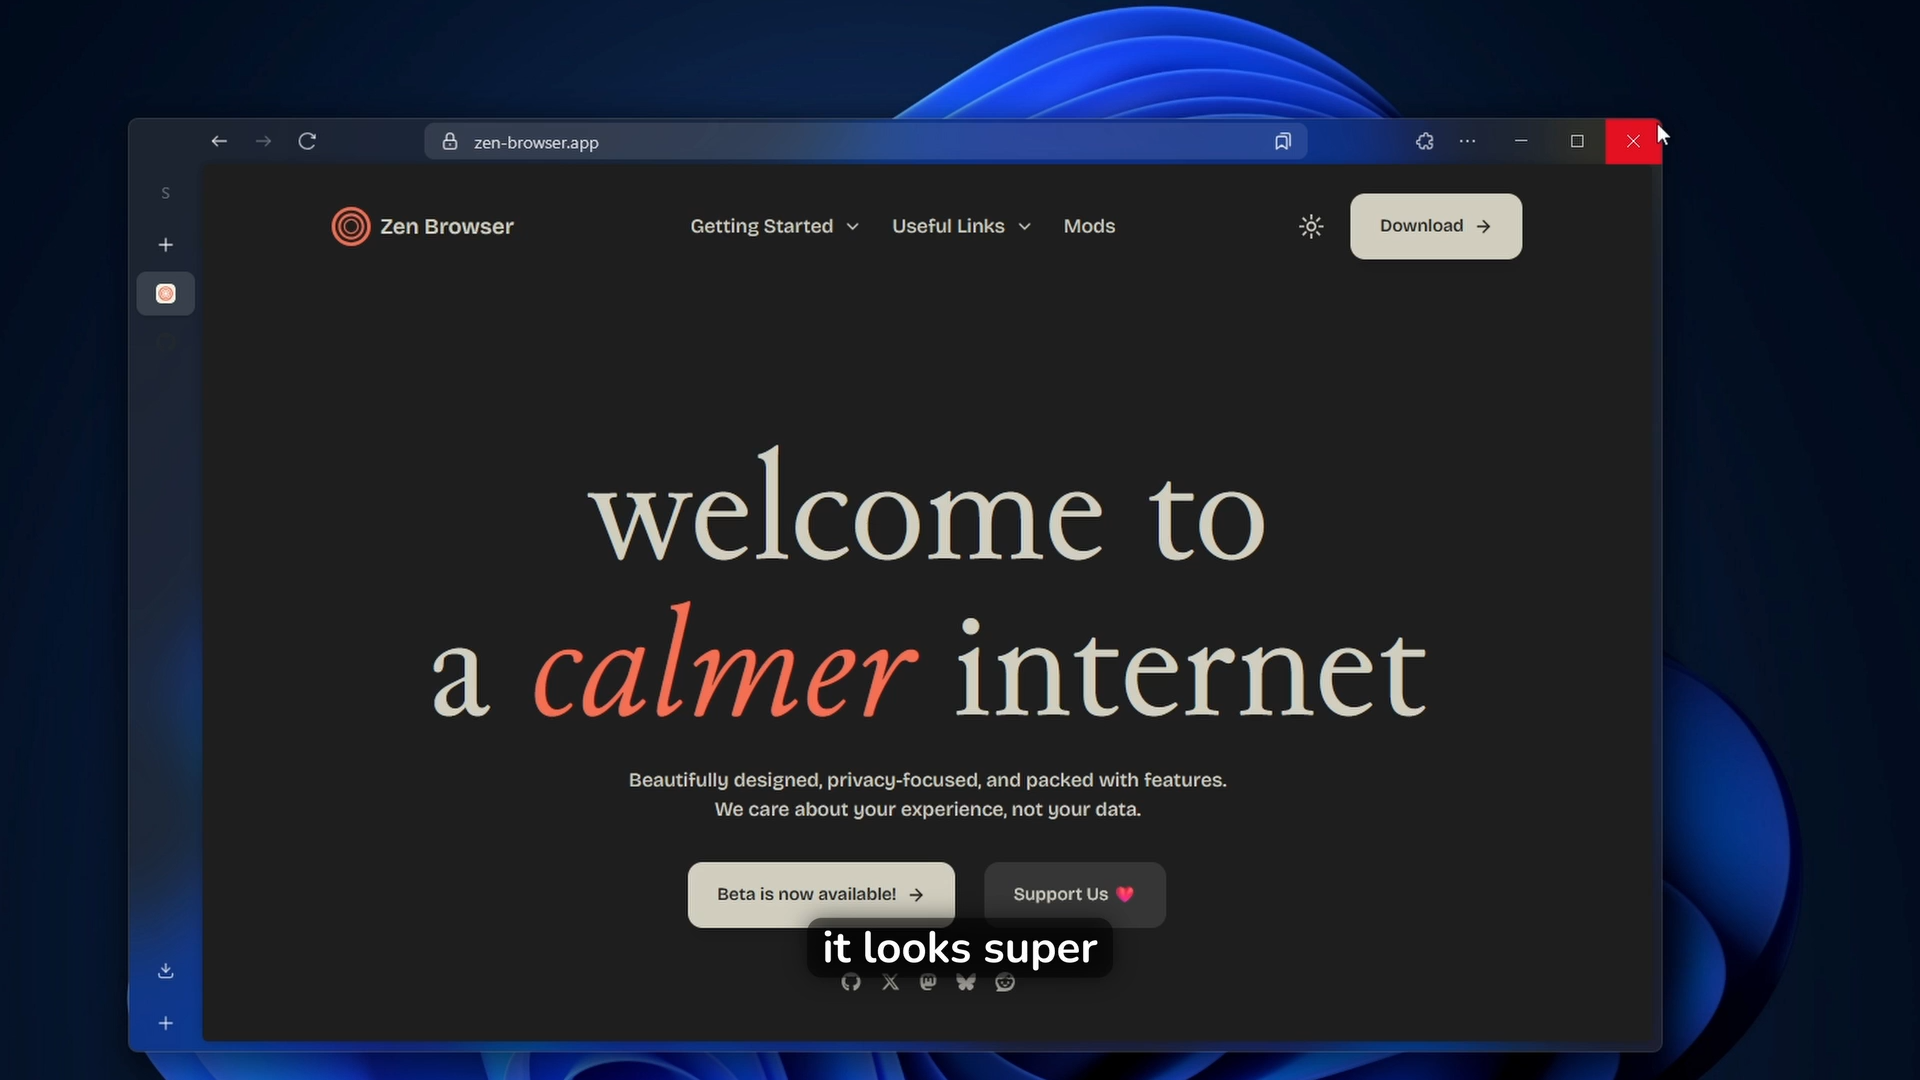 zen-browser.app
S
Zen Browser
Getting Started
Useful Links
Mods
Download
welcome to
a calmer internet
Beautifully designed, privacy-focused, and packed with features.
We care about your experience, not your data.
Beta is now available!
Support Us
it looks super